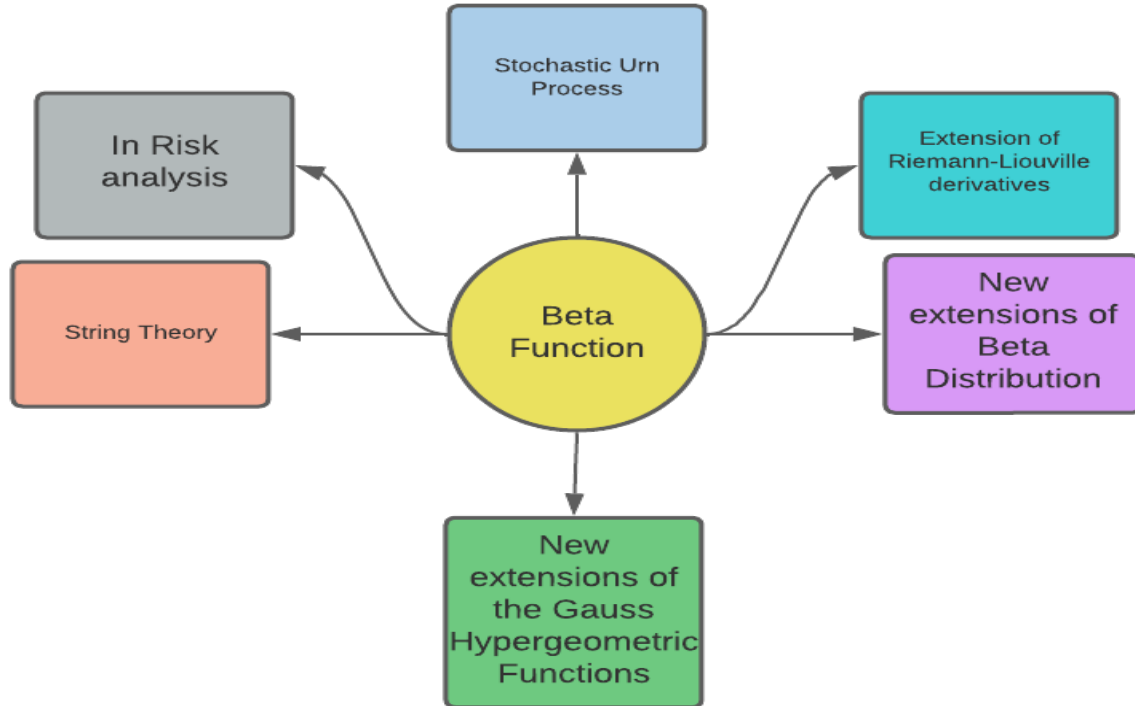 Stochastic Urn
Process
In Risk
analysis
Extension of
Riemann-Liouville
derivatives
String Theory
Beta
Function
New
extensions of
Beta
Distribution
New
extensions of
the Gauss
Hypergeometric
Functions